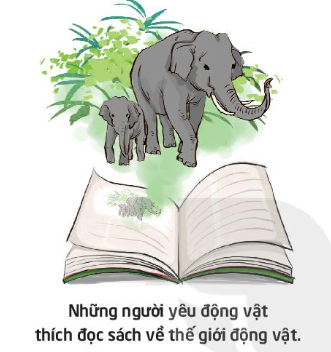 Những người yêu động vật
thích đọc sách về thế giới động vật.